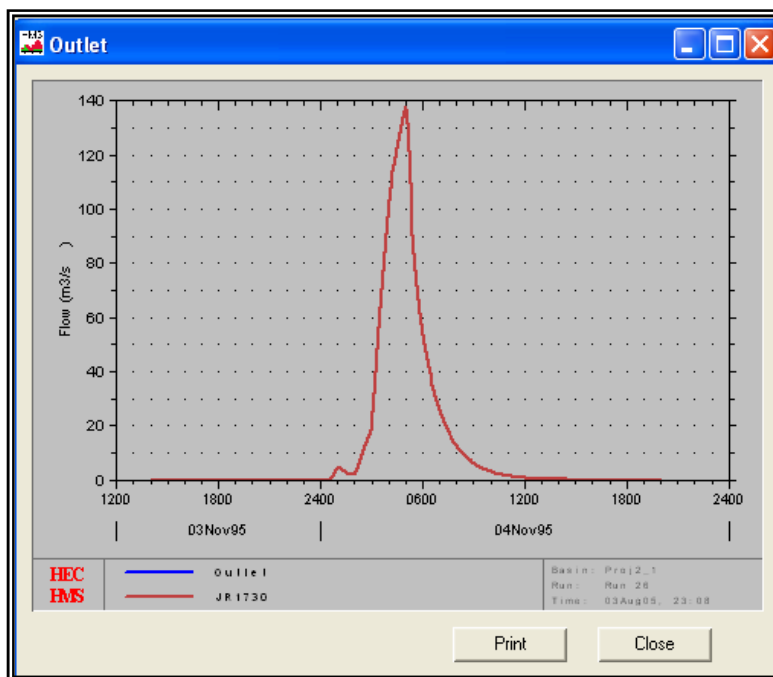 HMS
Outlet
140
120
100
80
60
40
20
0
Flow (m3/s )
1200 1800 2400 0600 1200 1800 2400
03Nov95 04Nov95
HEC
HMS
Outlet
JR1730
Basin: Proj2_1
Run: Run 26
Time: 03Aug05, 23:08
Print Close